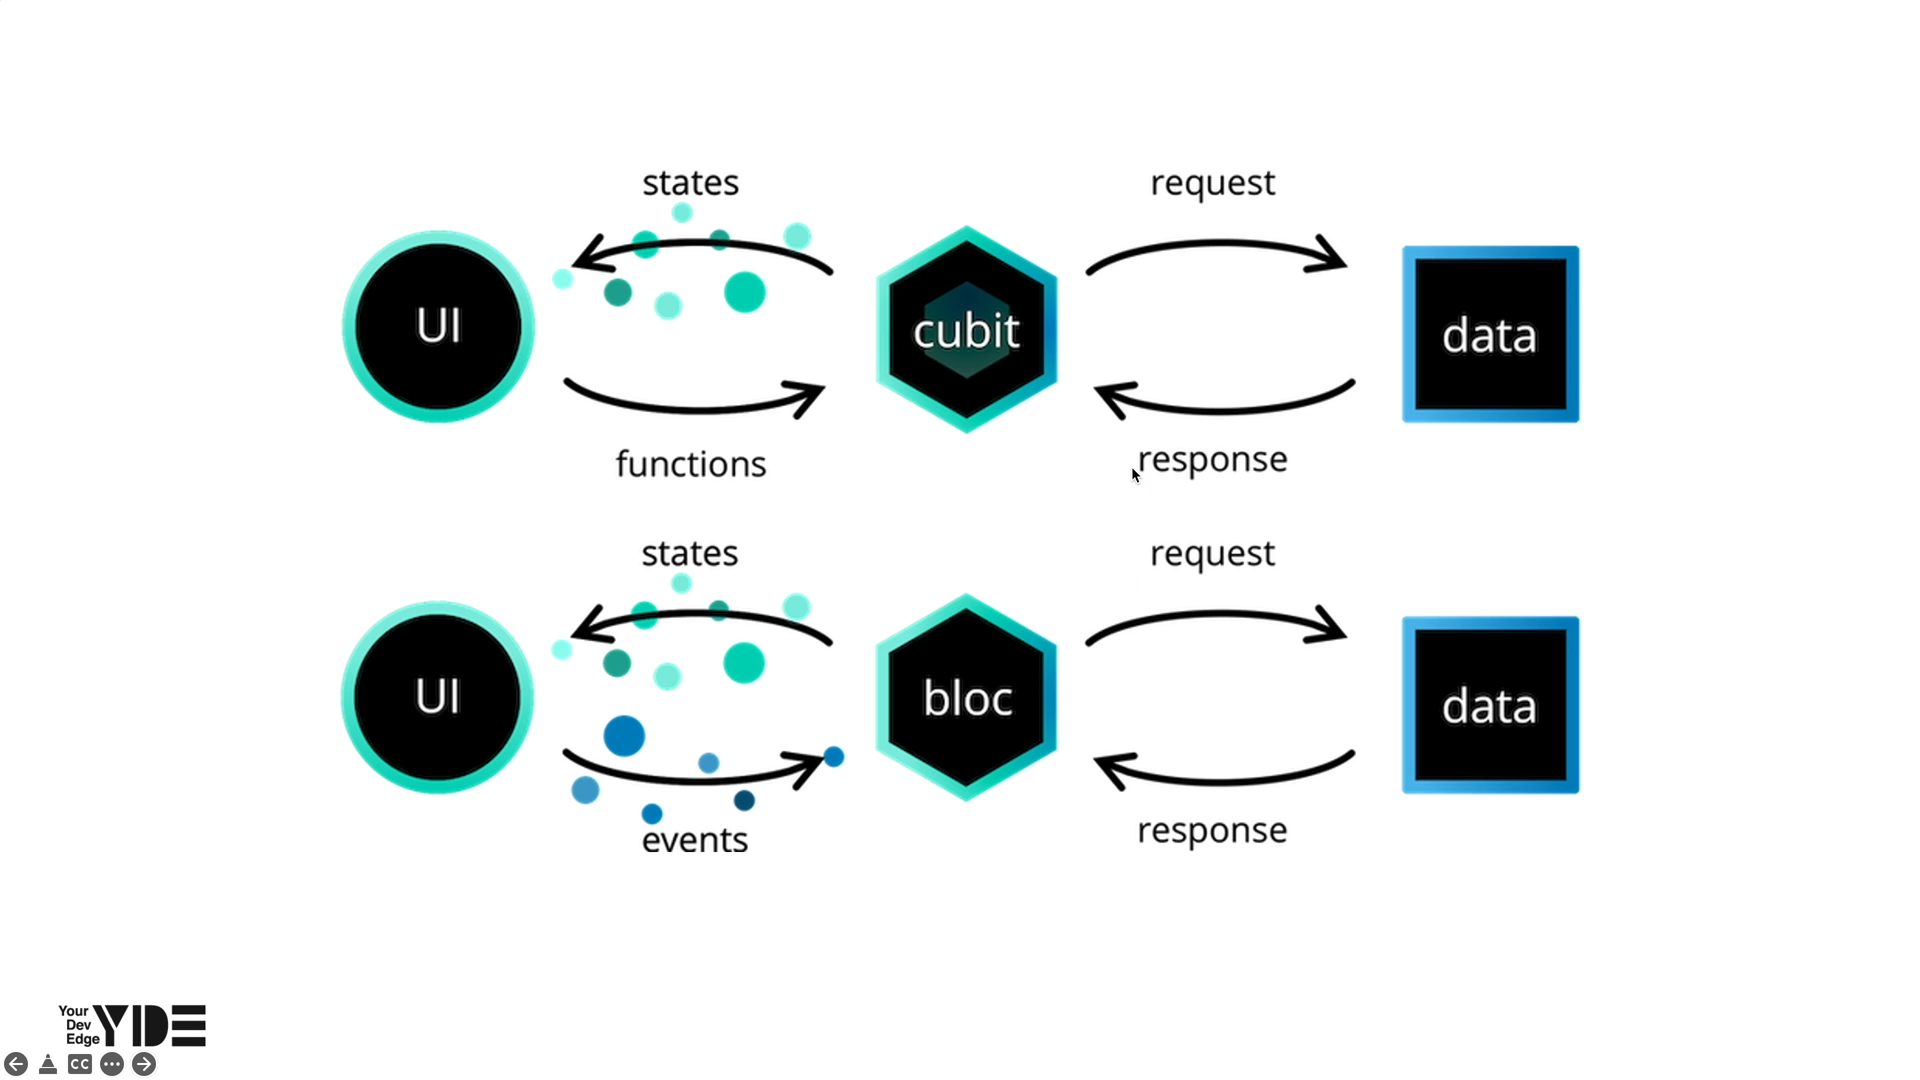 states
request
UI
cubit
data
functions
response
states
request
UI
bloc
data
events
response
Your
Dev
Edge
YDE
CC